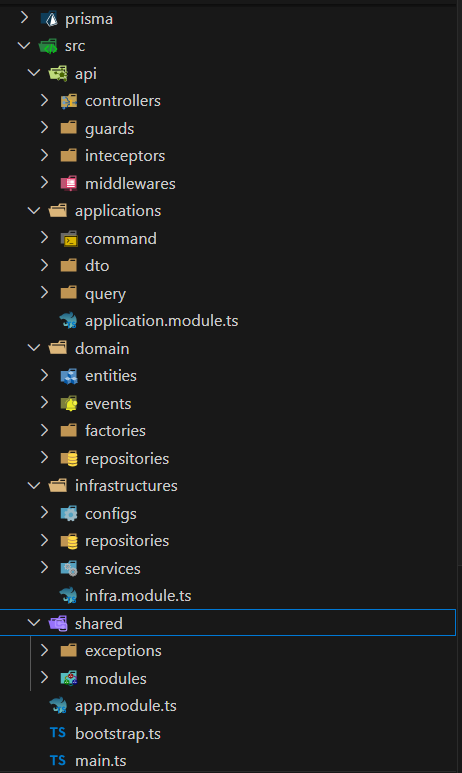 prisma
src
api
controllers
guards
inteceptors
middlewares
applications
command
dto
query
application.module.ts
domain
entities
events
factories
repositories
infrastructures
configs
repositories
services
infra.module.ts
shared
exceptions
modules
app.module.ts
TS bootstrap.ts
TS main.ts